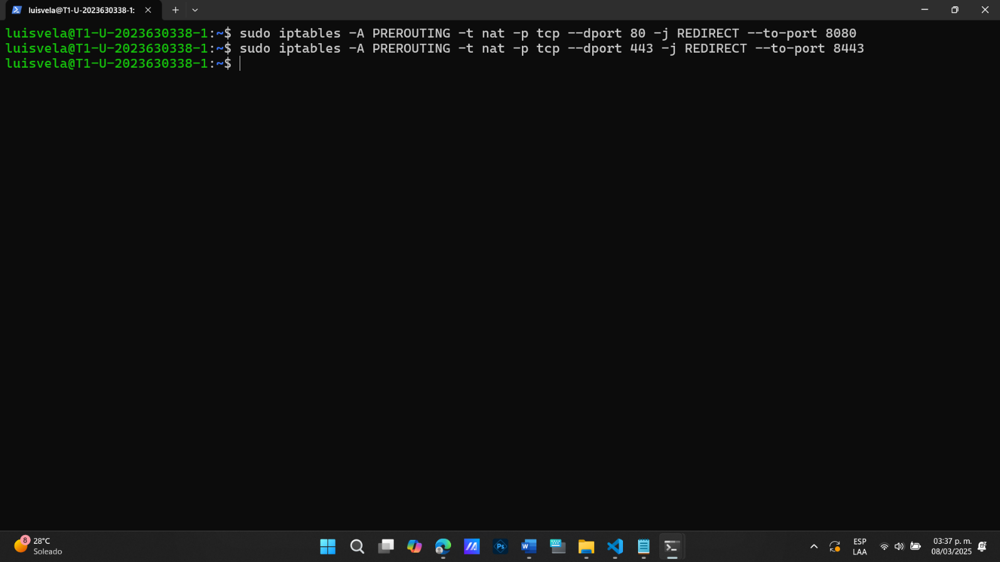 luisvela@T1-U-2023630338-1:
luisvela@T1-U-2023630338-1:~$ sudo iptables -A PREROUTING -t nat -p tcp --dport 80 -j REDIRECT --to-port 8080
luisvela@T1-U-2023630338-1:~$ sudo iptables -A PREROUTING -t nat -p tcp --dport 443 -j REDIRECT --to-port 8443
luisvela@T1-U-2023630338-1:~$
8
28°C
Soleado
Ps
W
ESP
LAA
03:37 p. m.
08/03/2025